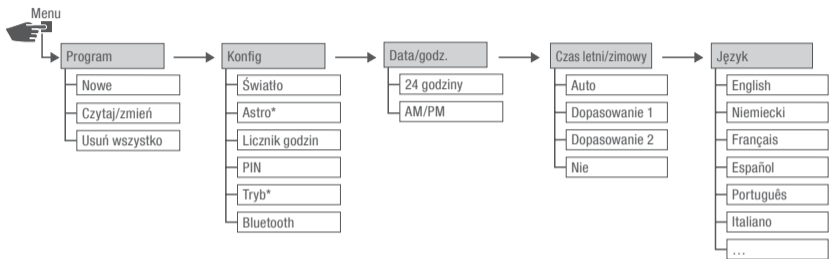 Menu
Program
Nowe
Czytaj/zmień
Usuń wszystko
Konfig
Światło
Astro*
Licznik godzin
PIN
Tryb*
Bluetooth
Data/godz.
24 godziny
AM/PM
Czas letni/zimowy
Auto
Dopasowanie 1
Dopasowanie 2
Nie
Język
English
Niemiecki
Français
Español
Português
Italiano
…